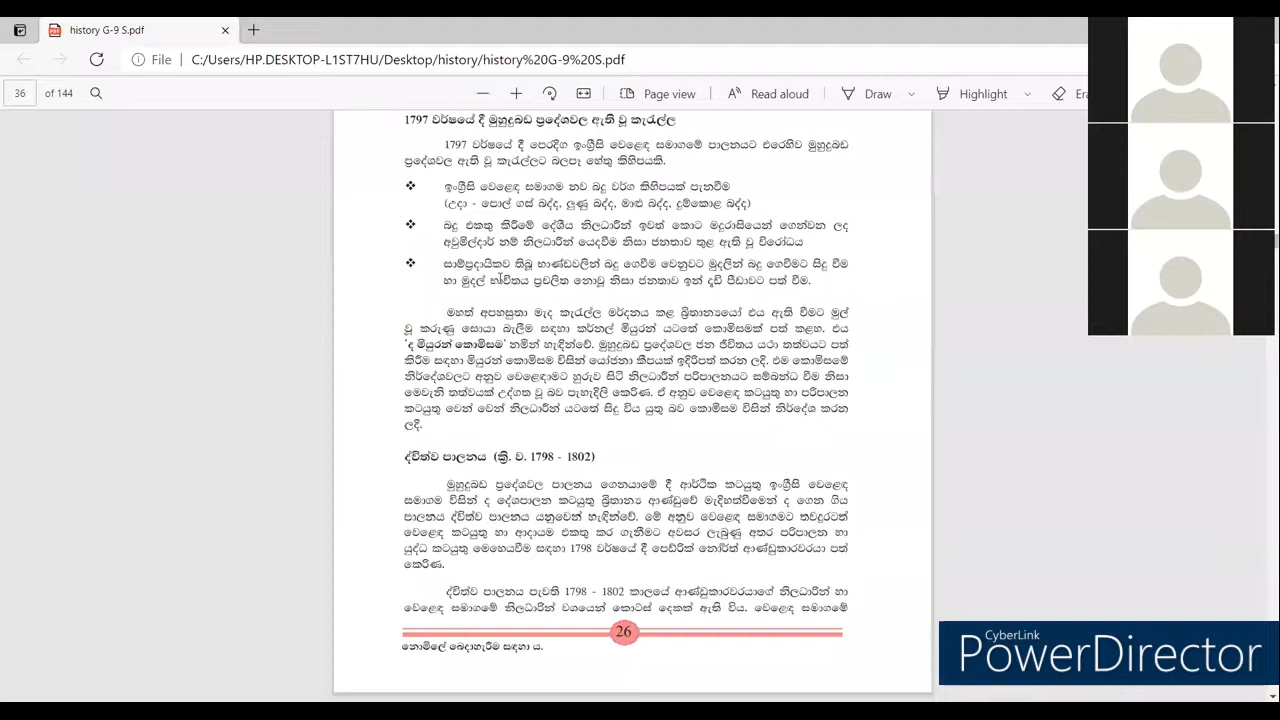 history G-9 S.pdf
File C:/Users/HP.DESKTOP-L1ST7HU/Desktop/history/history%20G-9%20S.pdf
36 of 144 Page view Read aloud Draw Highlight Era
1797 වර්ෂයේ දී මුහුදුබඩ ප්‍රදේශවල ඇති වූ කැරැල්ල
1797 වර්ෂයේ දී පෙරදිග ඉංග්‍රීසි වෙළෙඳ සමාගමේ පාලනයට එරෙහිව මුහුදුබඩ
ප්‍රදේශවල ඇති වූ කැරැල්ලට බලපෑ හේතු කිහිපයකි.
❖ ඉංග්‍රීසි වෙළෙඳ සමාගම නව බදු වර්ග කිහිපයක් පැනවීම
(උදා - පොල් ගස් බද්ද, ලුණු බද්ද, මාළු බද්ද, දුම්කොළ බද්ද)
❖ බදු එකතු කිරීමේ දේශීය නිලධාරීන් ඉවත් කොට මදුරාසියෙන් ගෙන්වන ලද
අවුමිල්දාර් නම් නිලධාරීන් යෙදවීම නිසා ජනතාව තුළ ඇති වූ විරෝධය
❖ සාම්ප්‍රදායිකව තිබූ භාණ්ඩවලින් බදු ගෙවීම වෙනුවට මුදලින් බදු ගෙවීමට සිදු වීම
හා මුදල් භාවිතය ප්‍රචලිත නොවූ නිසා ජනතාව ඉන් දැඩි පීඩාවට පත් වීම.
මහත් අපහසුතා මැද කැරැල්ල මර්දනය කළ බ්‍රිතාන්‍යයෝ එය ඇති වීමට මුල්
වූ කරුණු සොයා බැලීම සඳහා කර්නල් මියුරන් යටතේ කොමිසමක් පත් කළහ. එය
'ද මියුරන් කොමිසම' නමින් හැඳින්වේ. මුහුදුබඩ ප්‍රදේශවල ජන ජීවිතය යථා තත්වයට පත්
කිරීම සඳහා මියුරන් කොමිසම විසින් යෝජනා කීපයක් ඉදිරිපත් කරන ලදි. එම කොමිසමේ
නිර්දේශවලට අනුව වෙළෙඳාමට හුරුව සිටි නිලධාරීන් පරිපාලනයට සම්බන්ධ වීම නිසා
මෙවැනි තත්වයක් උද්ගත වූ බව පැහැදිලි කෙරිණ. ඒ අනුව වෙළෙඳ කටයුතු හා පරිපාලන
කටයුතු වෙන් වෙන් නිලධාරීන් යටතේ සිදු විය යුතු බව කොමිසම විසින් නිර්දේශ කරන
ලදි.
ද්විත්ව පාලනය (ක්‍රි. ව. 1798 - 1802)
මුහුදුබඩ ප්‍රදේශවල පාලනය ගෙනයාමේ දී ආර්ථික කටයුතු ඉංග්‍රීසි වෙළෙඳ
සමාගම විසින් ද දේශපාලන කටයුතු බ්‍රිතාන්‍ය ආණ්ඩුවේ මැදිහත්වීමෙන් ද ගෙන ගිය
පාලනය ද්විත්ව පාලනය යනුවෙන් හැඳින්වේ. මේ අනුව වෙළෙඳ සමාගමට තවදුරටත්
වෙළෙඳ කටයුතු හා ආදායම එකතු කර ගැනීමට අවසර ලැබුණු අතර පරිපාලන හා
යුද්ධ කටයුතු මෙහෙයවීම සඳහා 1798 වර්ෂයේ දී පෙඩ්රික් නෝර්ත් ආණ්ඩුකාරවරයා පත්
කෙරිණ.
ද්විත්ව පාලනය පැවති 1798 - 1802 කාලයේ ආණ්ඩුකාරවරයාගේ නිලධාරීන් හා
වෙළෙඳ සමාගමේ නිලධාරීන් වශයෙන් කොටස් දෙකක් ඇති විය. වෙළෙඳ සමාගමේ
26
නොමිලේ බෙදාහැරීම සඳහා ය.
CyberLink
PowerDirector